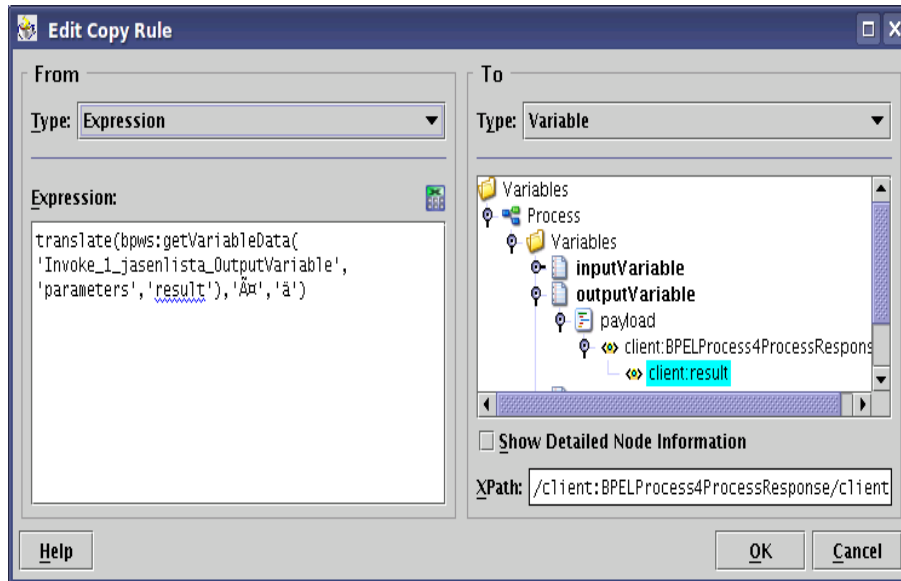 Edit Copy Rule
From
Type: Expression
Expression:
translate(bpws:getVariableData(
'Invoke_1_jasenlista_OutputVariable',
'parameters','result'),'Ã¤','ä')
To
Type: Variable
Variables
Process
Variables
inputVariable
outputVariable
payload
client:BPELProcess4ProcessRespons
client:result
Show Detailed Node Information
XPath: /client:BPELProcess4ProcessResponse/client
Help
OK
Cancel